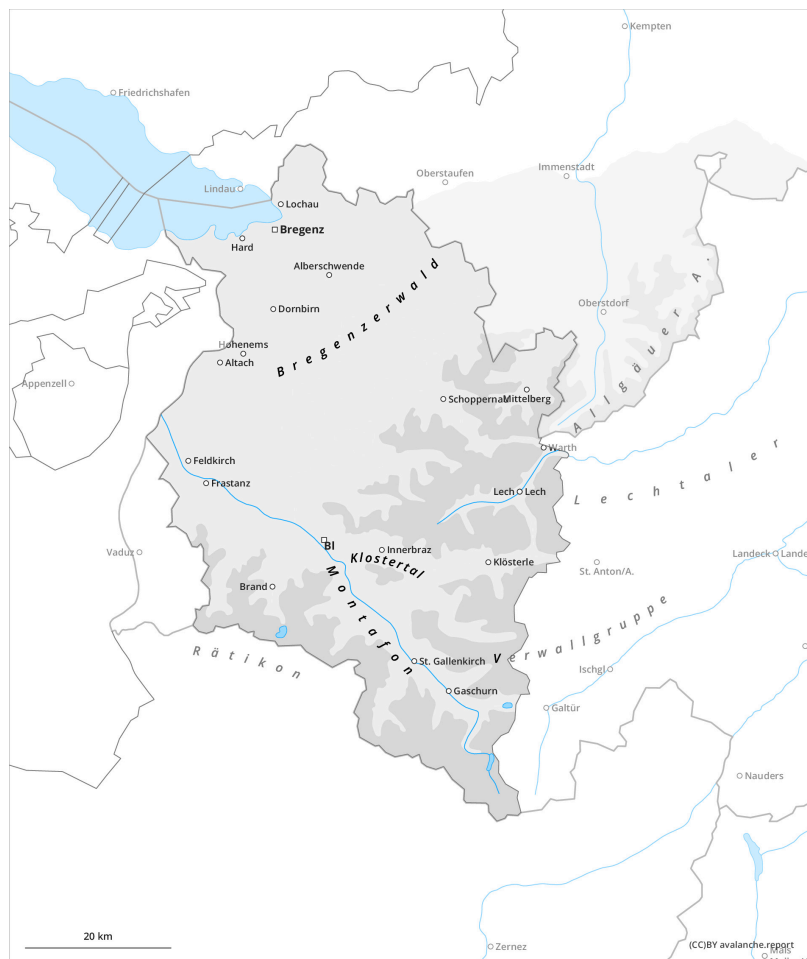 Kempten
Friedrichshafen
Immenstadt
Oberstaufen
Lindau
Lochau
Bregenz
Hard
Alberschwende
Bregenzerwald
Allgäuer A.
Oberstdorf
Dornbirn
Hohenems
Altach
Appenzell
Schoppernau
Mittelberg
Warth
Lechtaler
Feldkirch
Frastanz
Lech
Lech
Bl
Innerbraz
Klostertal
Klösterle
Vaduz
Landeck
St. Anton/A.
Brand
Montafon
Verwallgruppe
Rätikon
St. Gallenkirch
Ischgl
Gaschurn
Galtür
Nauders
20 km
Zernez
(CC)BY avalanche.report